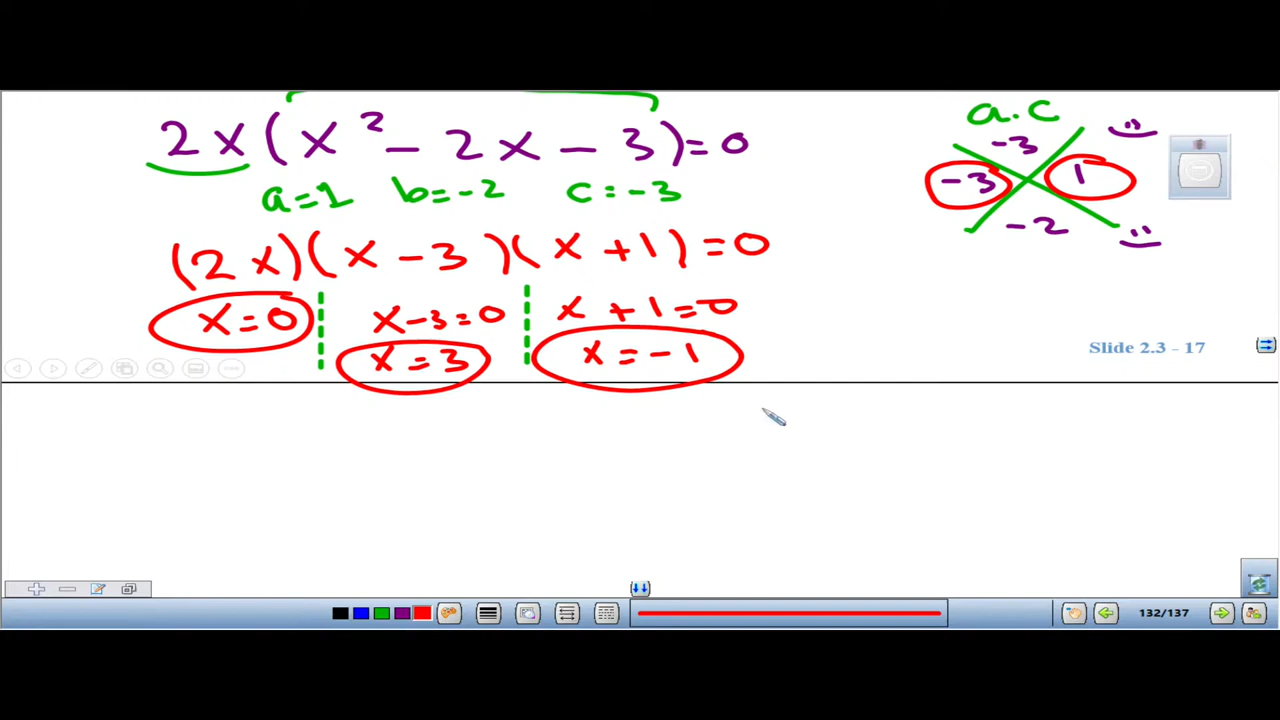 2x(x² - 2x - 3) = 0
a=1 b=-2 c=-3
(2x)(x-3)(x+1)=0
x=0 x-3=0 x+1=0
x=3 x=-1
a.c
-3
-3 1
-2
Slide 2.3 - 17
132/137